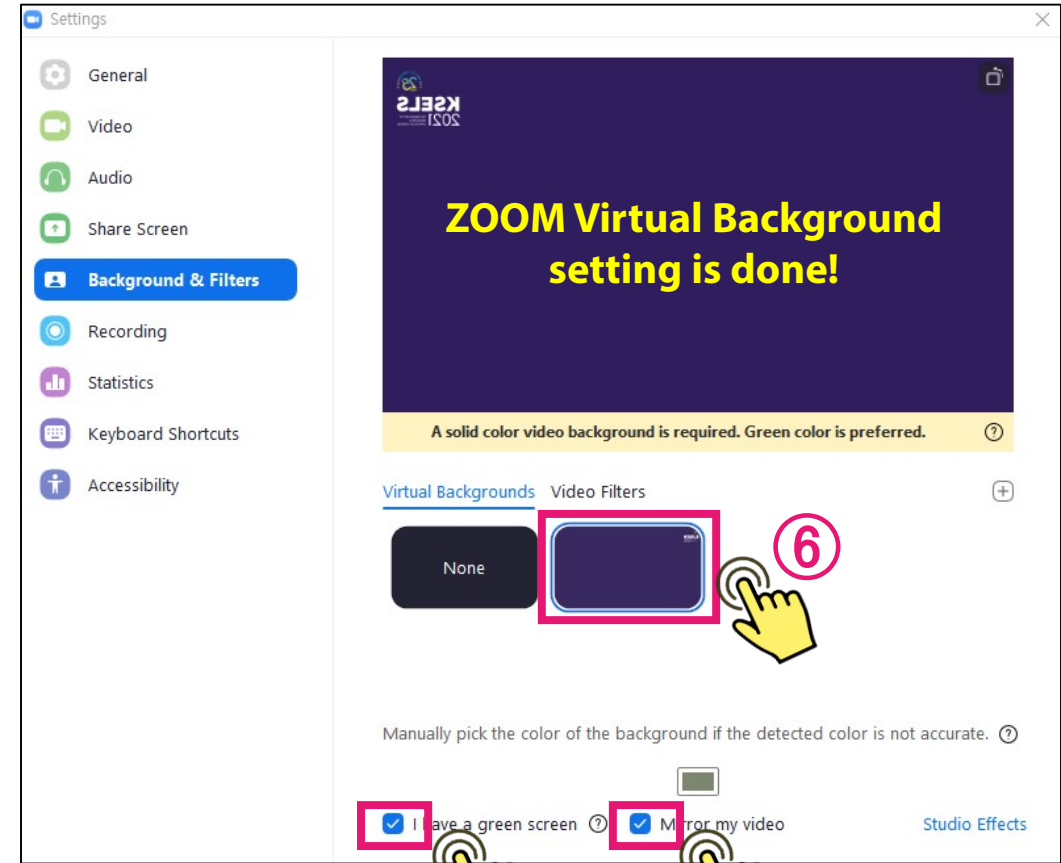 Settings
General
Video
Audio
Share Screen
Background & Filters
Recording
Statistics
Keyboard Shortcuts
Accessibility
KSELS
2021
ZOOM Virtual Background
setting is done!
A solid color video background is required. Green color is preferred.
Virtual Backgrounds Video Filters
None
⑥
Manually pick the color of the background if the detected color is not accurate.
I have a green screen Mirror my video Studio Effects